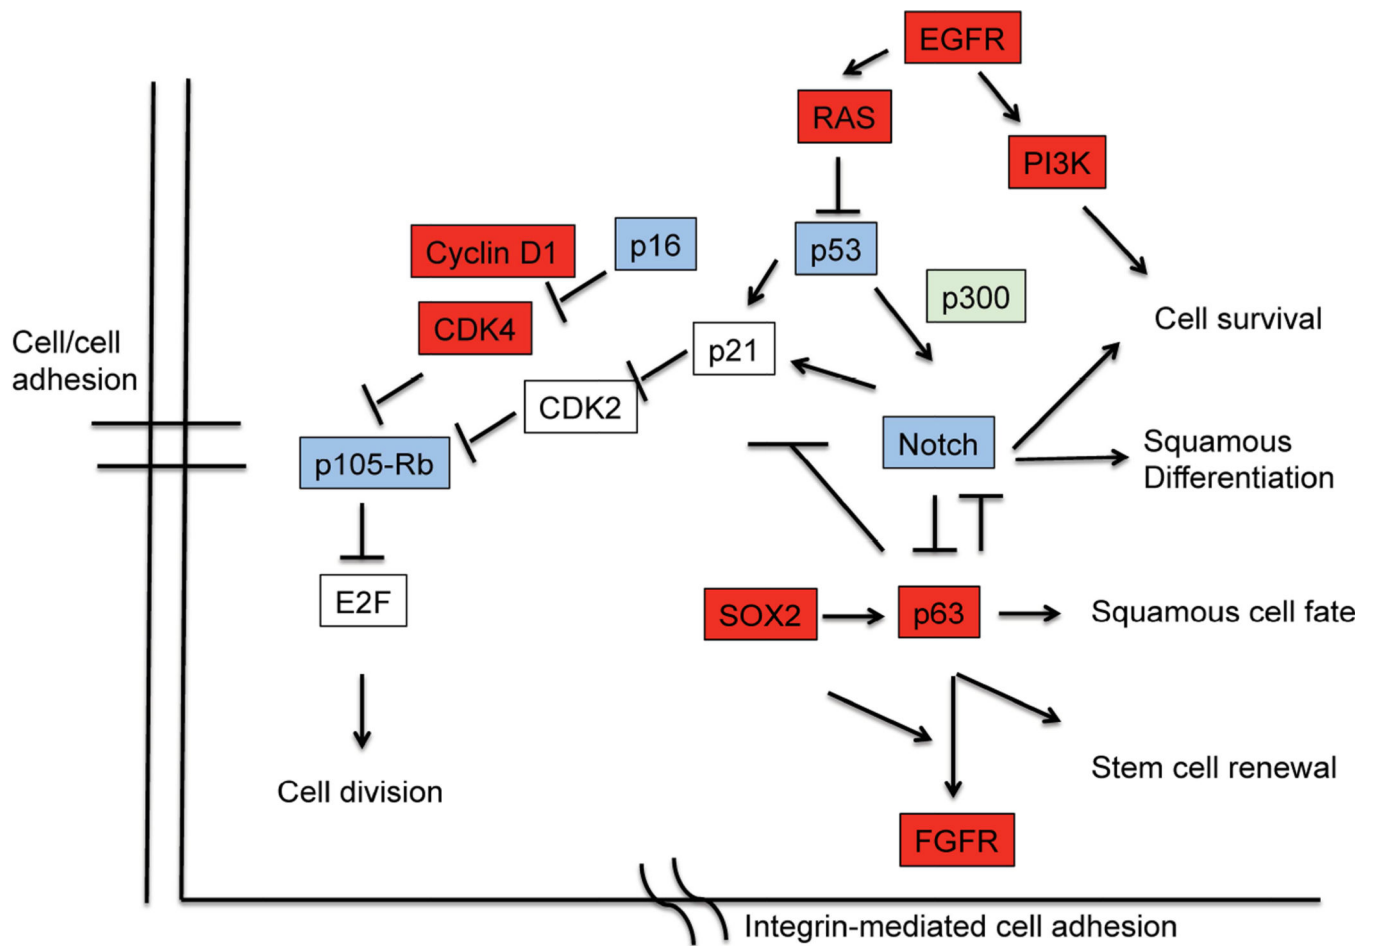 EGFR
RAS
PI3K
Cyclin D1
p16
p53
p300
CDK4
Cell survival
Cell/cell
adhesion
p21
CDK2
Notch
Squamous
Differentiation
p105-Rb
E2F
SOX2
p63
Squamous cell fate
Cell division
Stem cell renewal
FGFR
Integrin-mediated cell adhesion